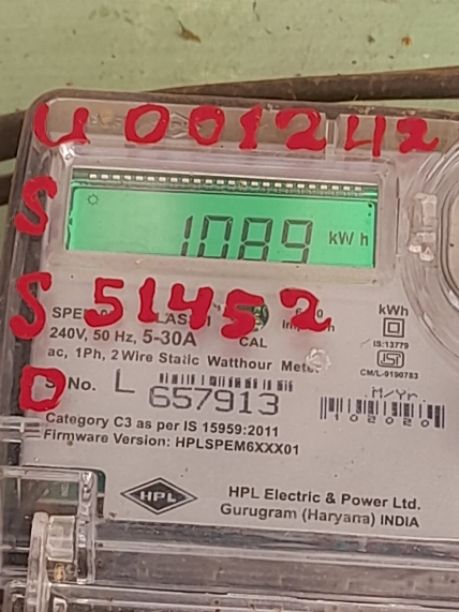 U001242
1089 kWh
S
S 51452
CAL
kWh
240V, 50 Hz, 5-30A
IS:13779
ac, 1Ph, 2 Wire Static Watthour Meter
CM/L-9190783
D No. L 657913
M/Yr.
102020
Category C3 as per IS 15959:2011
Firmware Version: HPLSPEM6XXX01
HPL
HPL Electric & Power Ltd.
Gurugram (Haryana) INDIA